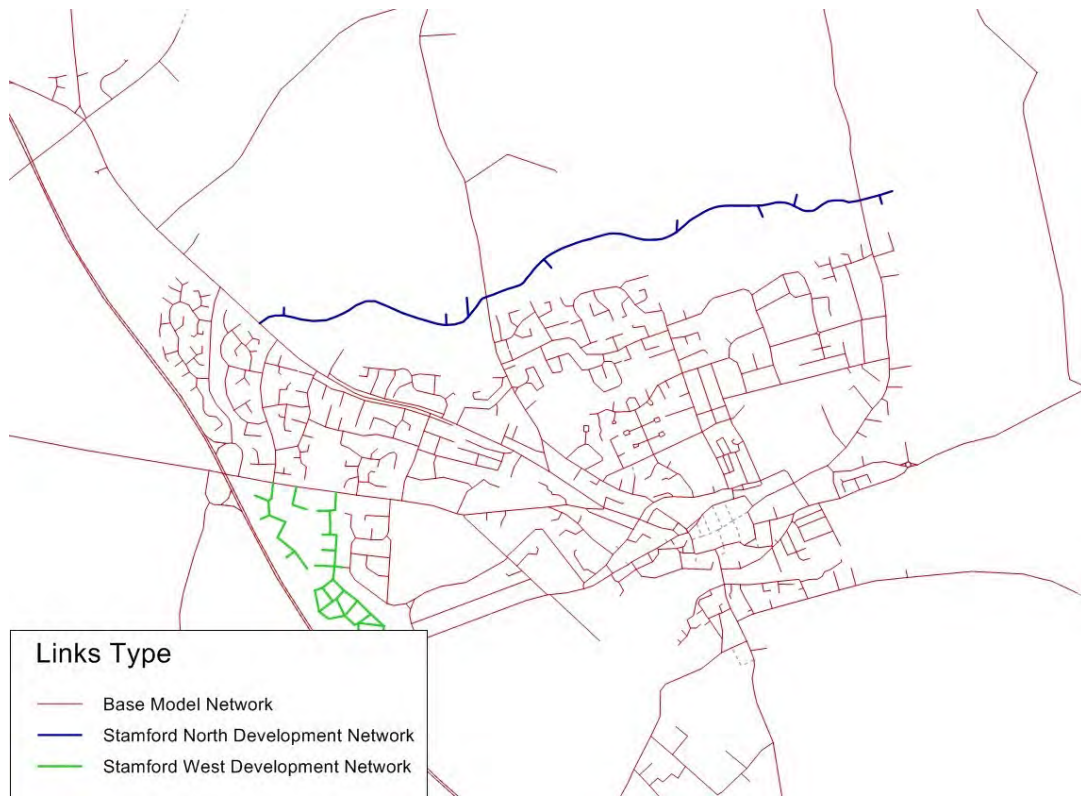 Links Type
Base Model Network
Stamford North Development Network
Stamford West Development Network